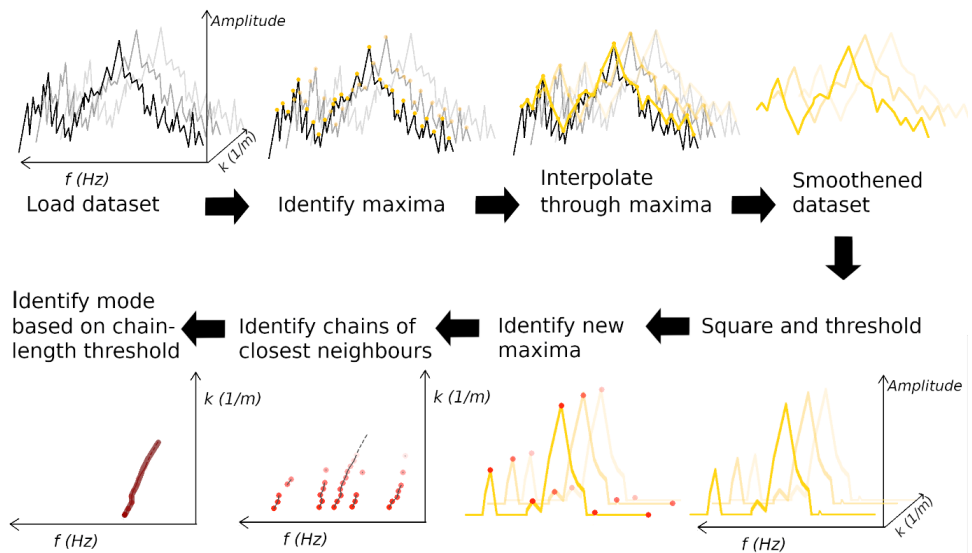 Amplitude
k (1/m)
f (Hz)
Load dataset
Identify maxima
Interpolate
through maxima
Smoothened
dataset
Identify mode
based on chain-
length threshold
Identify chains of
closest neighbours
Identify new
maxima
Square and threshold
k (1/m)
f (Hz)
k (1/m)
f (Hz)
Amplitude
k (1/m)
f (Hz)